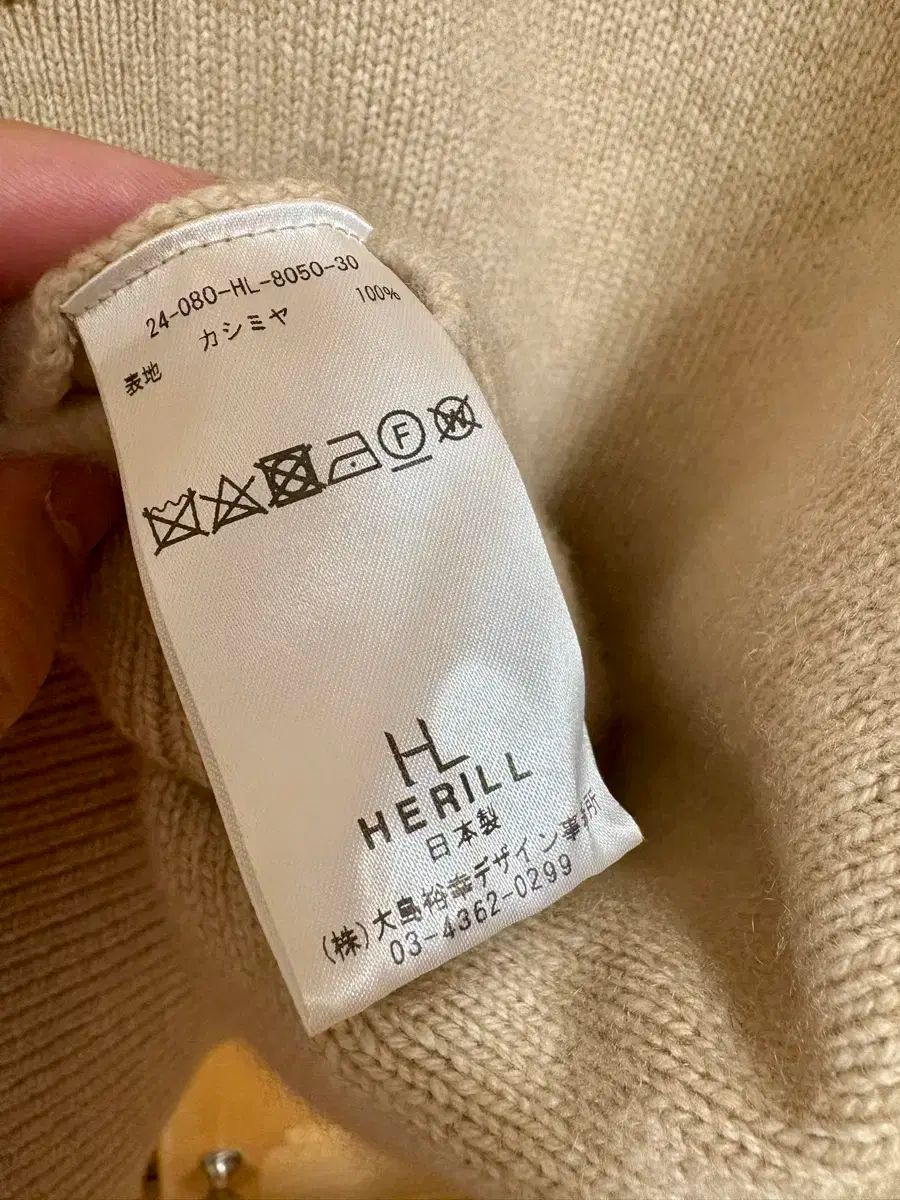 24-080-HL-8050-30
表地 カシミヤ 100%
F W
HL
HERILL
日本製
(株)大島裕幸デザイン事務所
03-4362-0299